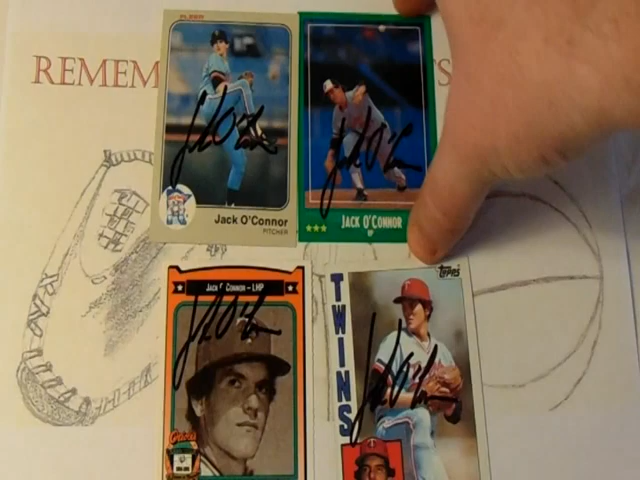 REMEM
S
FLEER
Jack O'Connor
PITCHER
JACK O'CONNOR
JACK O'CONNOR - LHP
Topps
TWINS